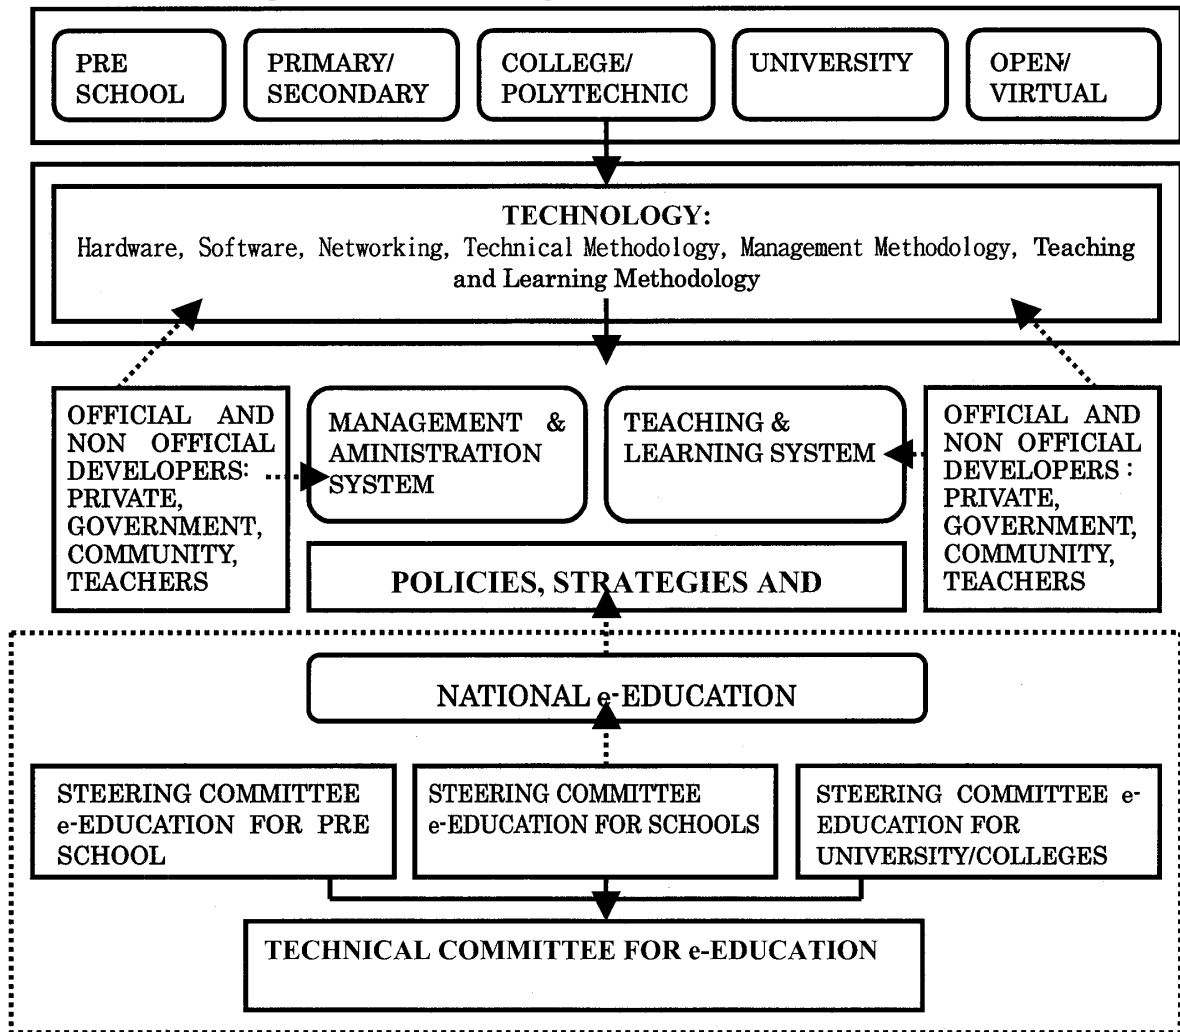 PRE
SCHOOL
PRIMARY/
SECONDARY
COLLEGE/
POLYTECHNIC
UNIVERSITY
OPEN/
VIRTUAL
TECHNOLOGY:
Hardware, Software, Networking, Technical Methodology, Management Methodology, Teaching
and Learning Methodology
OFFICIAL AND
NON OFFICIAL
DEVELOPERS:
PRIVATE,
GOVERNMENT,
COMMUNITY,
TEACHERS
MANAGEMENT &
AMINISTRATION
SYSTEM
TEACHING &
LEARNING SYSTEM
OFFICIAL AND
NON OFFICIAL
DEVELOPERS :
PRIVATE,
GOVERNMENT,
COMMUNITY,
TEACHERS
POLICIES, STRATEGIES AND
NATIONAL e-EDUCATION
STEERING COMMITTEE
e-EDUCATION FOR PRE
SCHOOL
STEERING COMMITTEE
e-EDUCATION FOR SCHOOLS
STEERING COMMITTEE e-
EDUCATION FOR
UNIVERSITY/COLLEGES
TECHNICAL COMMITTEE FOR e-EDUCATION